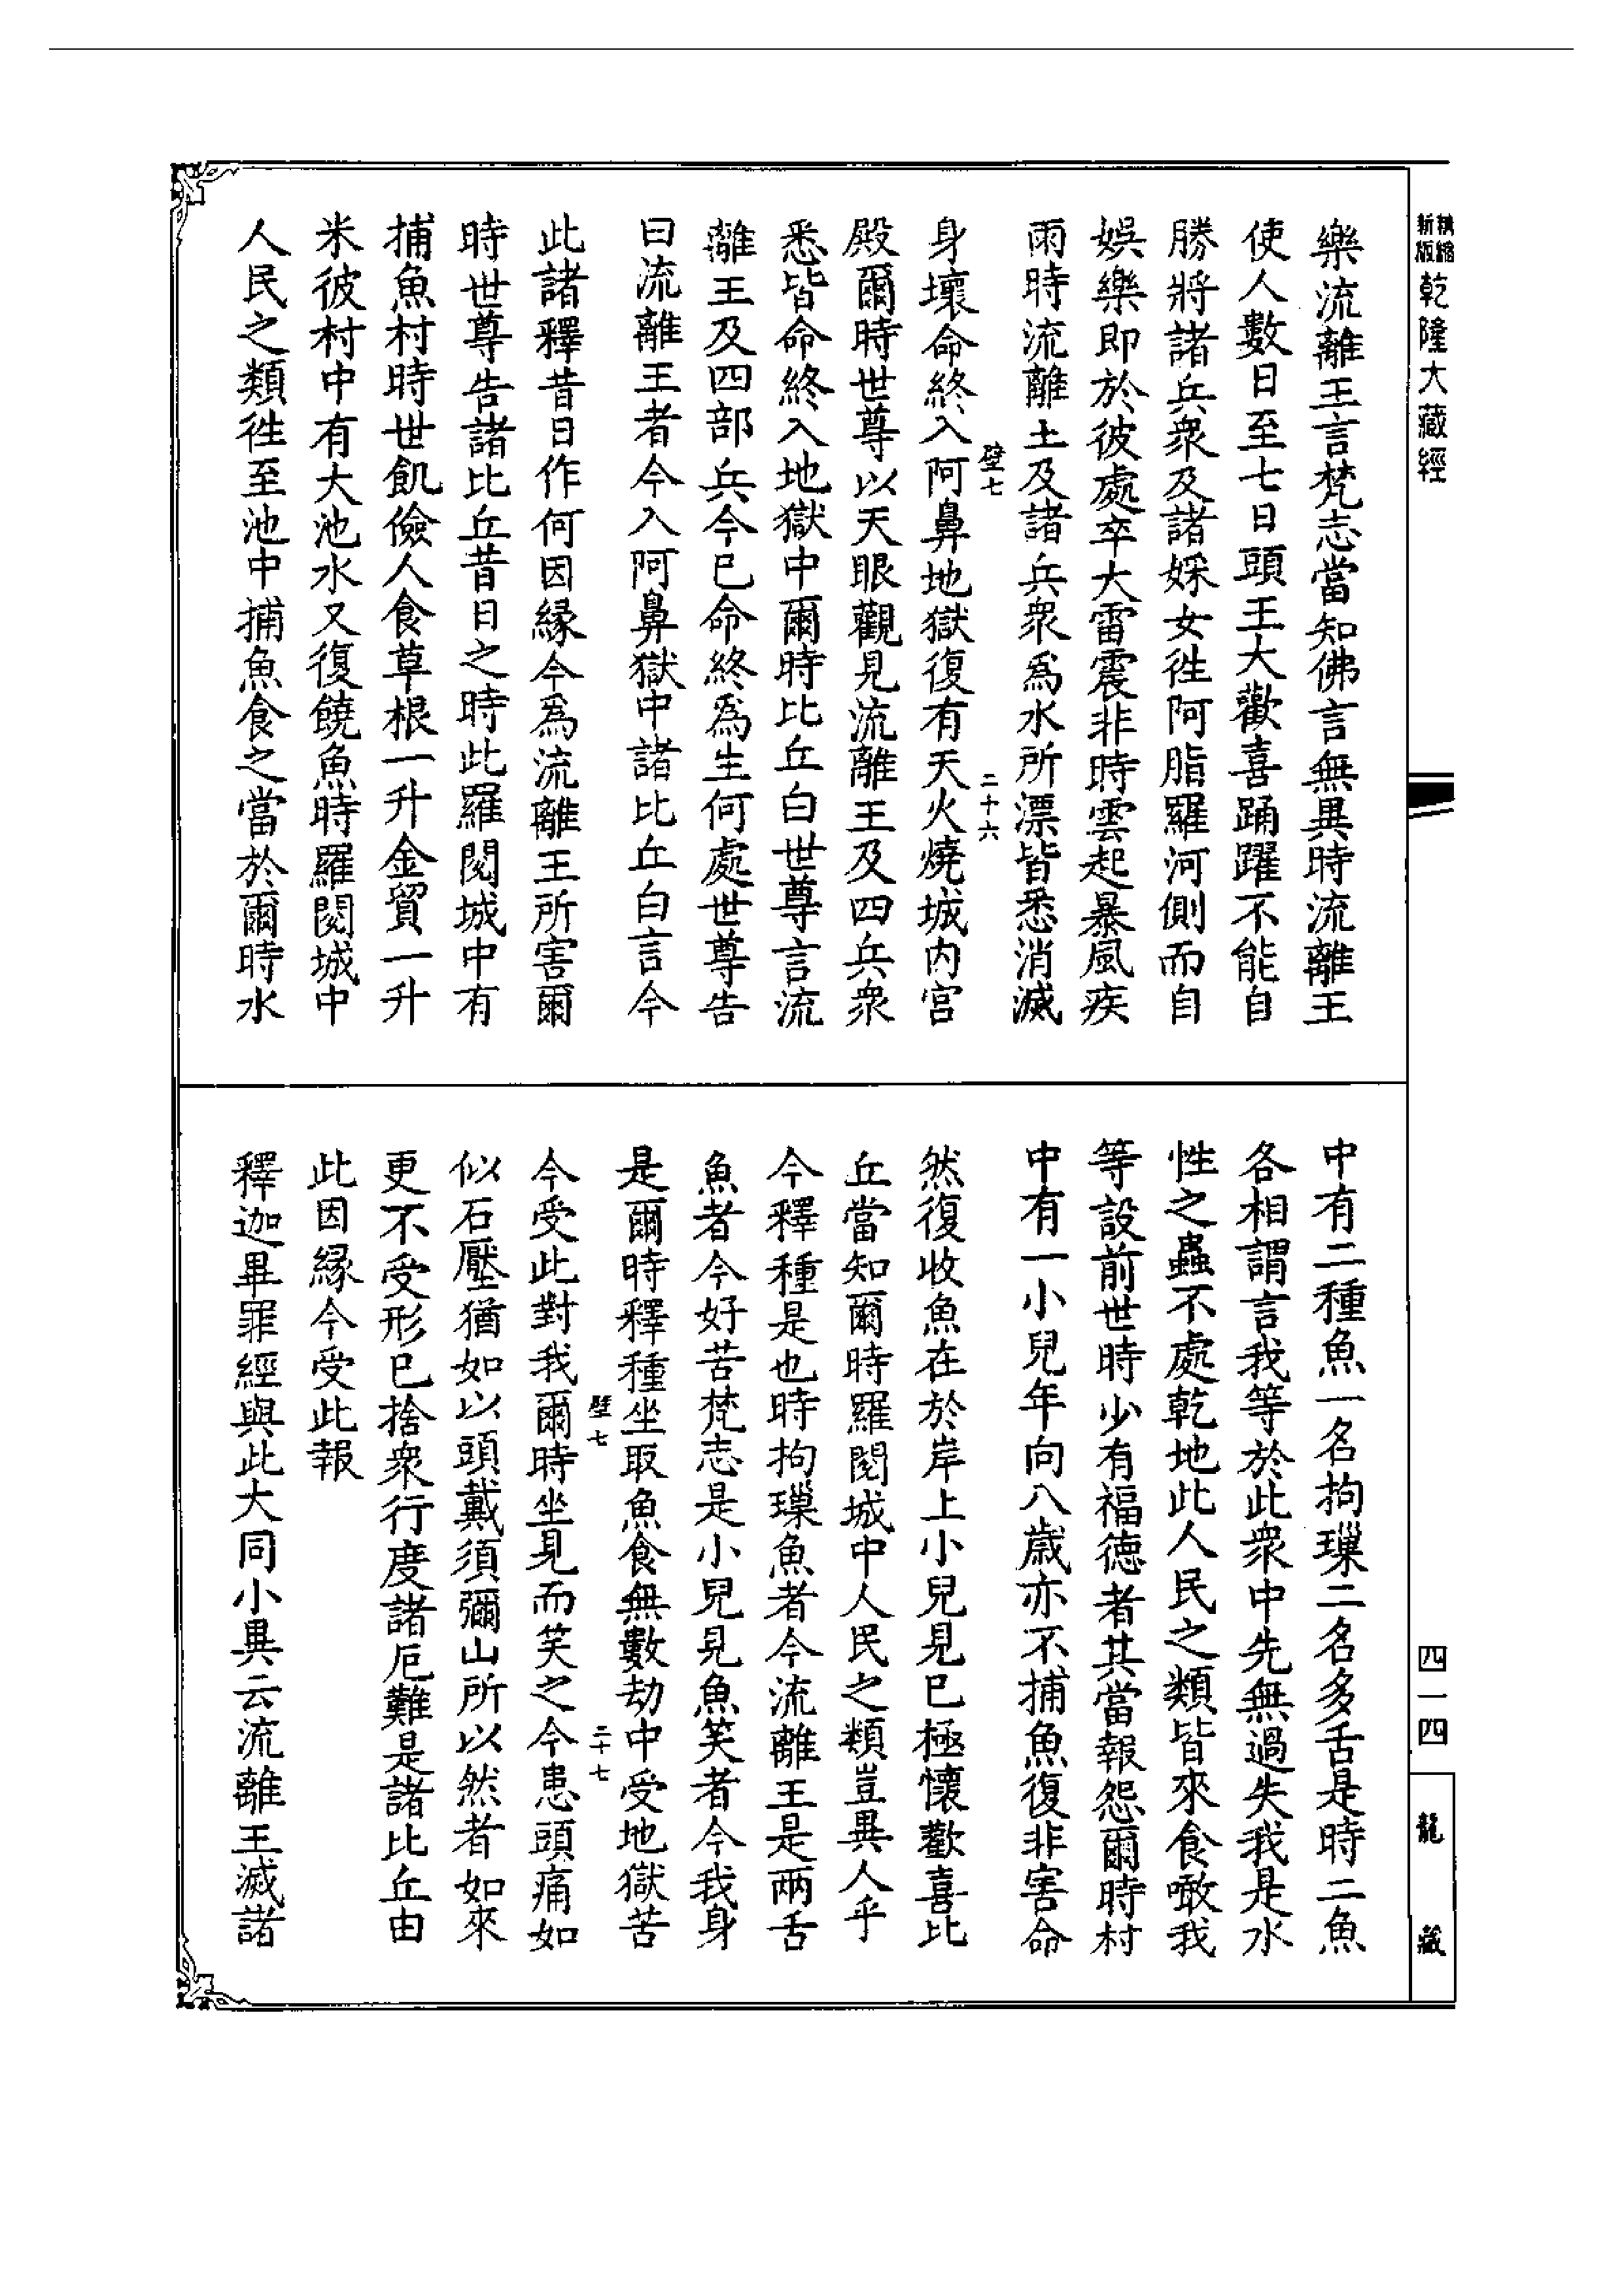 精縮
新版
乾隆大藏經
樂流離王言梵志當知佛言無異時流離王
使人數日至七日頭王大歡喜踊躍不能自
勝將諸兵衆及諸婇女徃阿脂羅河側而自
娛樂即於彼處卒大雷震非時雲起暴風疾
雨時流離土及諸兵衆爲水所漂皆悉消滅
壁七
二十六
身壞命終入阿鼻地獄復有天火燒城内宮
殿爾時世尊以天眼觀見流離王及四兵衆
悉皆命終入地獄中爾時比丘白世尊言流
離王及四部兵今已命終爲生何處世尊告
曰流離王者今入阿鼻獄中諸比丘白言今
此諸釋昔日作何因緣今爲流離王所害爾
時世尊告諸比丘昔日之時此羅閱城中有
捕魚村時世飢儉人食草根一升金貿一升
米彼村中有大池水又復饒魚時羅閱城中
人民之類徃至池中捕魚食之當於爾時水
中有二種魚一名拘璅二名多舌是時二魚
各相謂言我等於此衆中先無過失我是水
性之蟲不處乾地此人民之類皆來食噉我
等設前世時少有福德者其當報怨爾時村
中有一小兒年向八歲亦不捕魚復非害命
然復收魚在於岸上小兒見已極懷歡喜比
丘當知爾時羅閱城中人民之類豈異人乎
今釋種是也時拘璅魚者今流離王是兩舌
魚者今好苦梵志是小兒見魚笑者今我身
是爾時釋種坐取魚食無數劫中受地獄苦
壁七
二十七
今受此對我爾時坐見而笑之今患頭痛如
似石壓猶如以頭戴須彌山所以然者如來
更不受形已捨衆行度諸厄難是諸比丘由
此因緣今受此報
釋迦畢罪經與此大同小異云流離王滅諸
四一四
龍藏